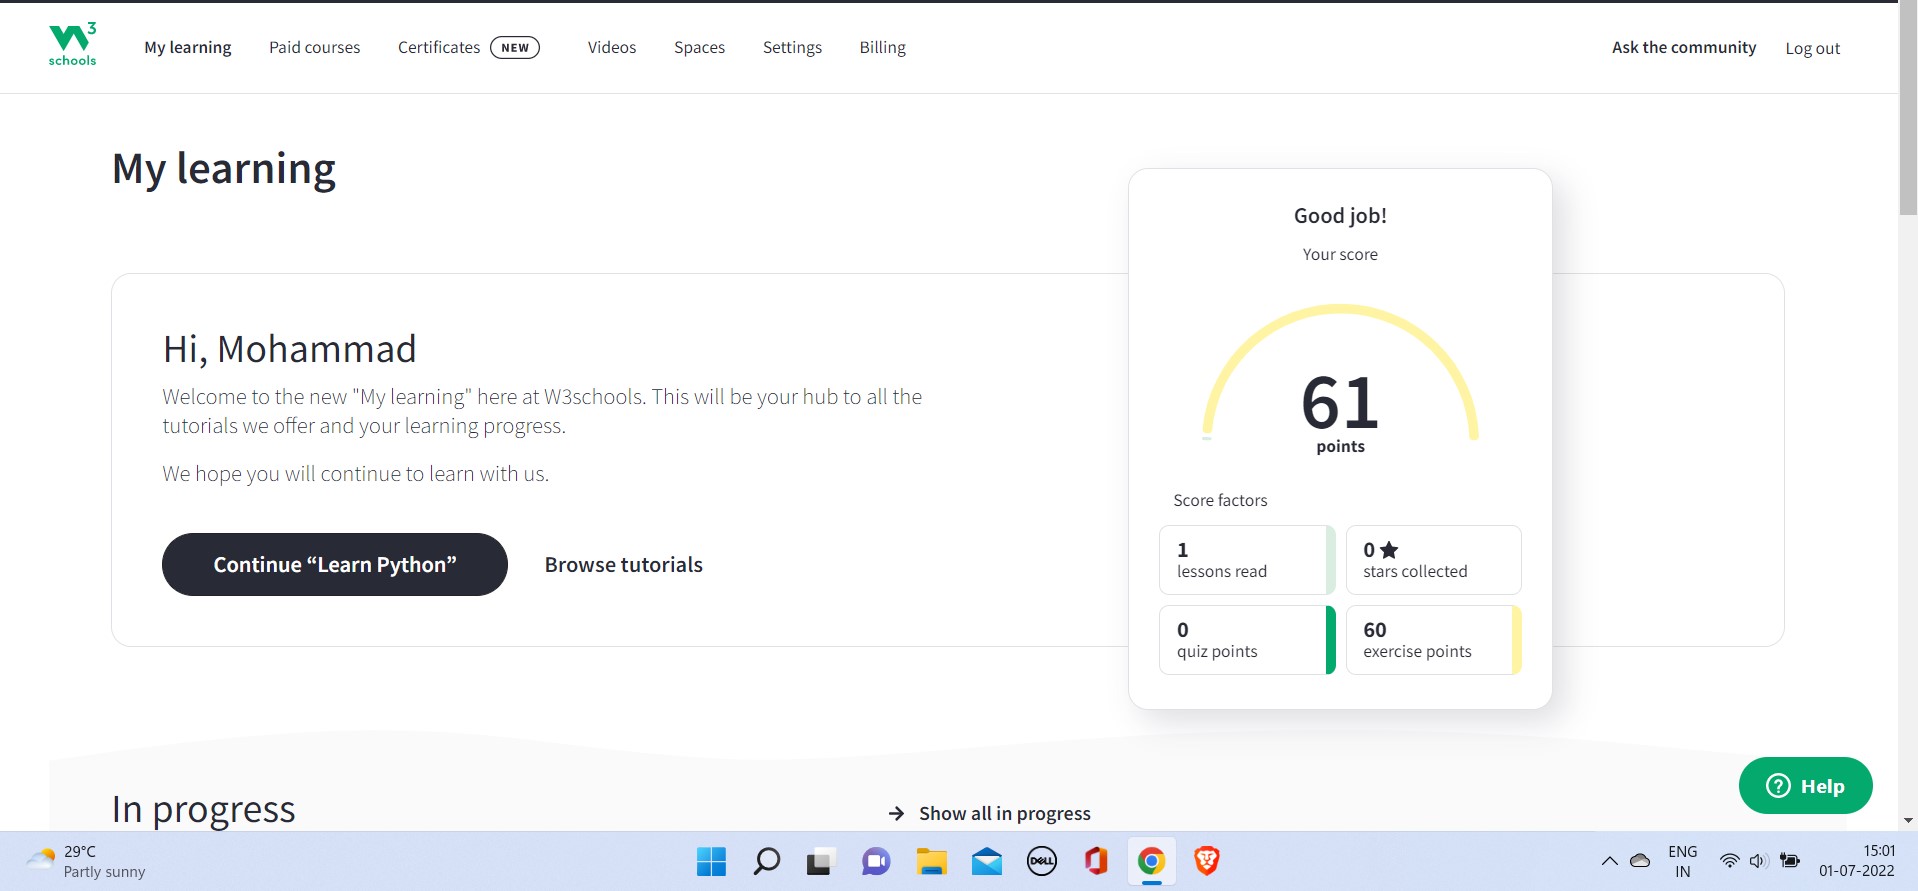 W3
schools
My learning
Paid courses
Certificates
NEW
Videos
Spaces
Settings
Billing
Ask the community
Log out
My learning
Hi, Mohammad
Welcome to the new "My learning" here at W3schools. This will be your hub to all the
tutorials we offer and your learning progress.
We hope you will continue to learn with us.
Continue “Learn Python”
Browse tutorials
Good job!
Your score
61
points
Score factors
1
lessons read
0
stars collected
0
quiz points
60
exercise points
In progress
Show all in progress
? Help
29°C
Partly sunny
DELL
ENG
IN
15:01
01-07-2022